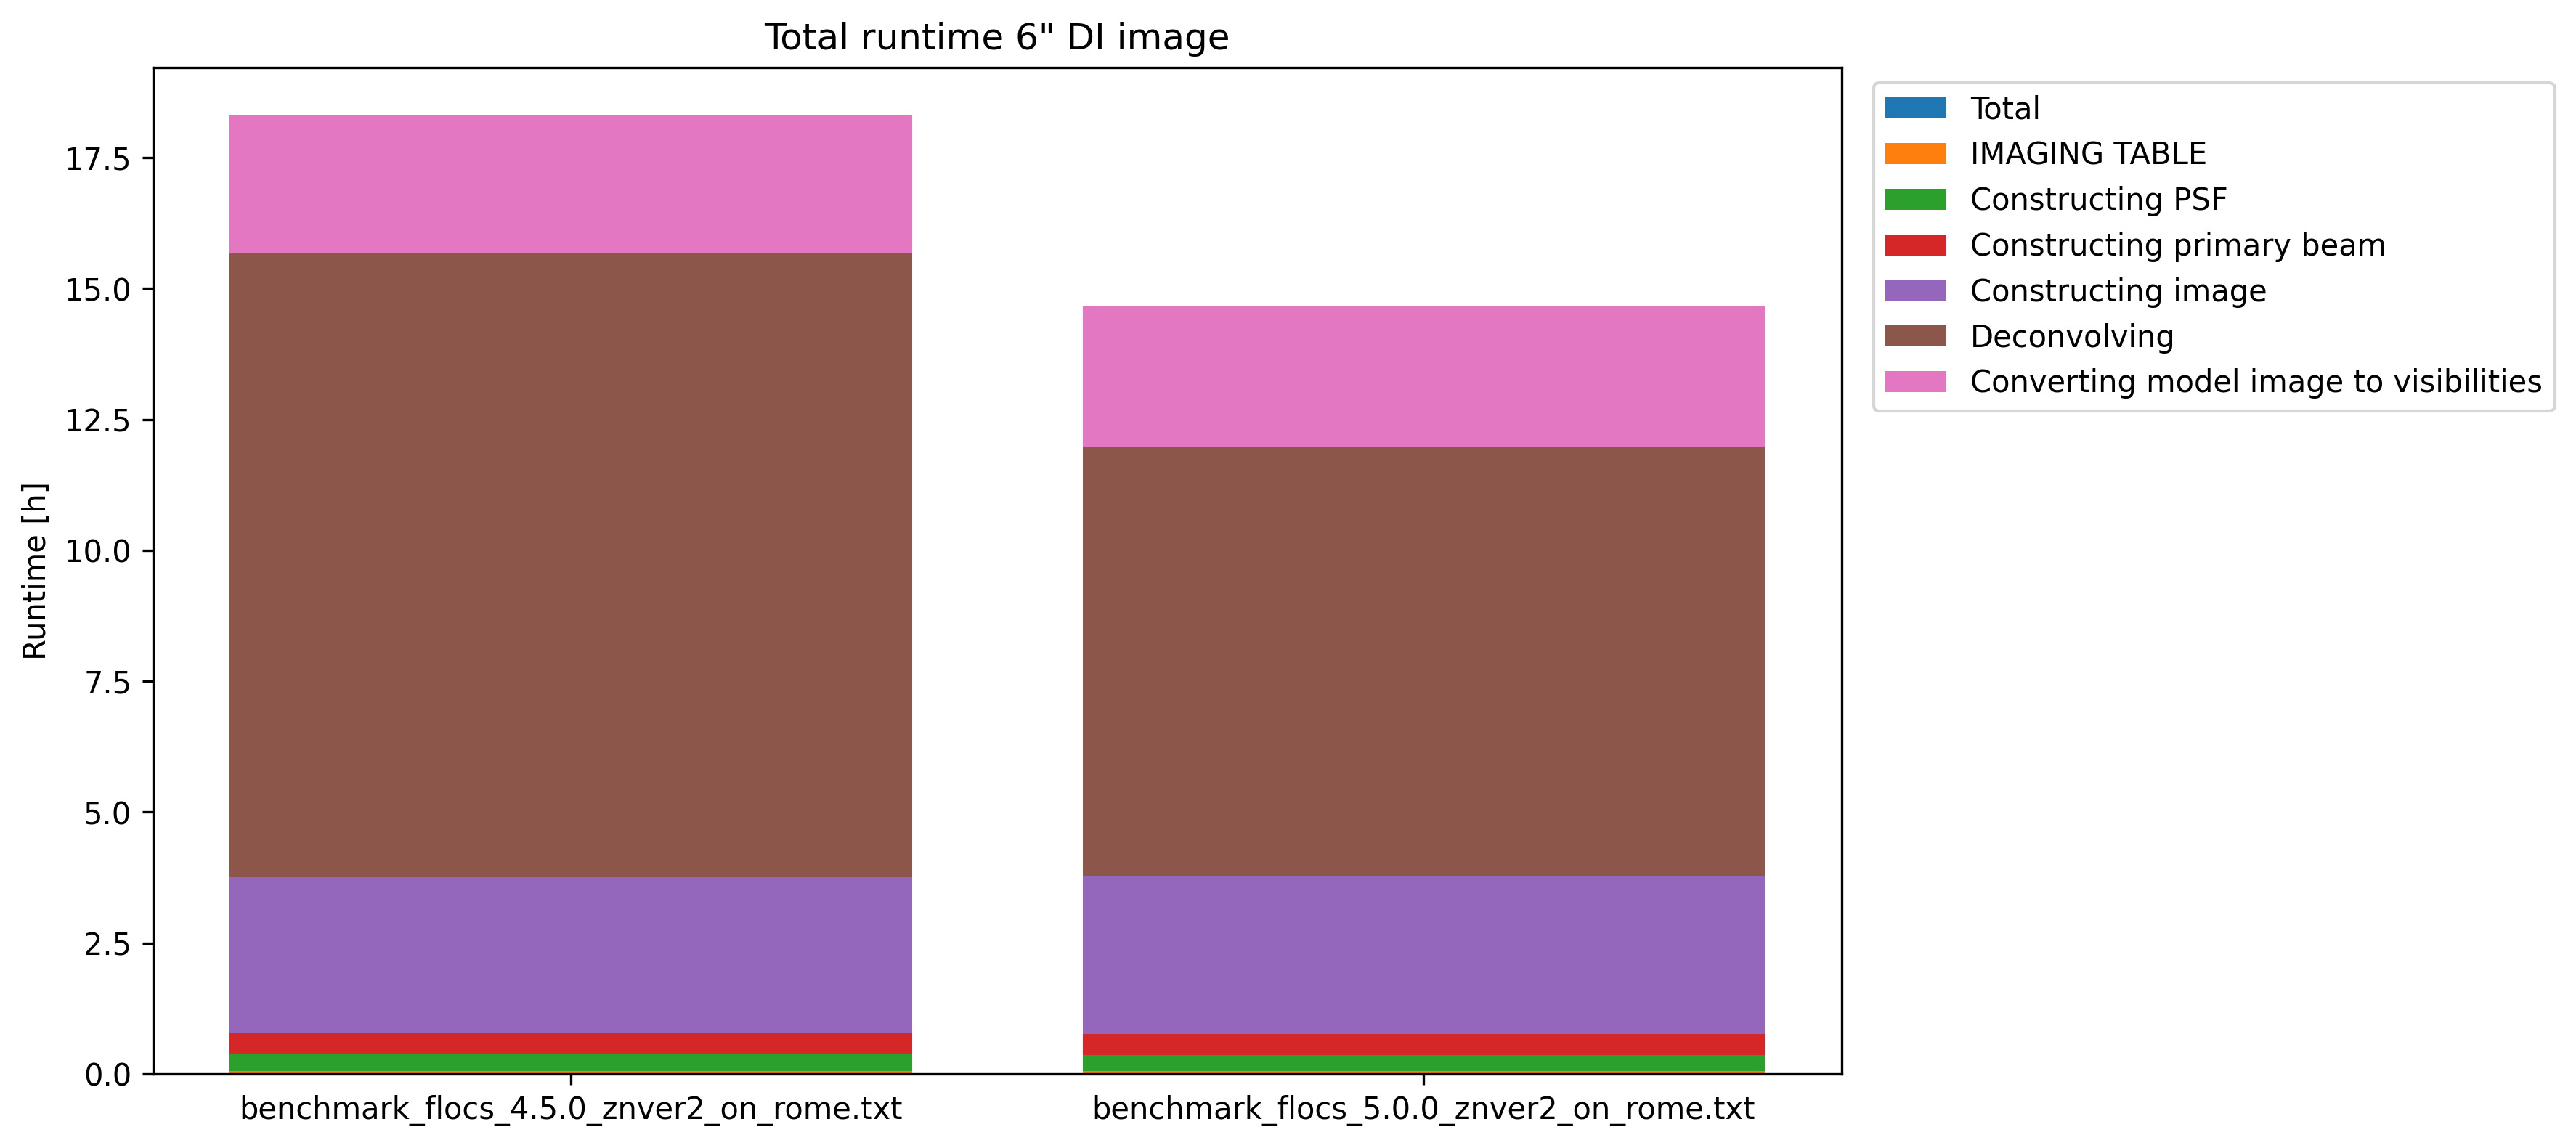 Total runtime 6" DI image
Total
IMAGING TABLE
Constructing PSF
Constructing primary beam
Constructing image
Deconvolving
Converting model image to visibilities
Runtime [h]
17.5
15.0
12.5
10.0
7.5
5.0
2.5
0.0
benchmark_flocs_4.5.0_znver2_on_rome.txt
benchmark_flocs_5.0.0_znver2_on_rome.txt